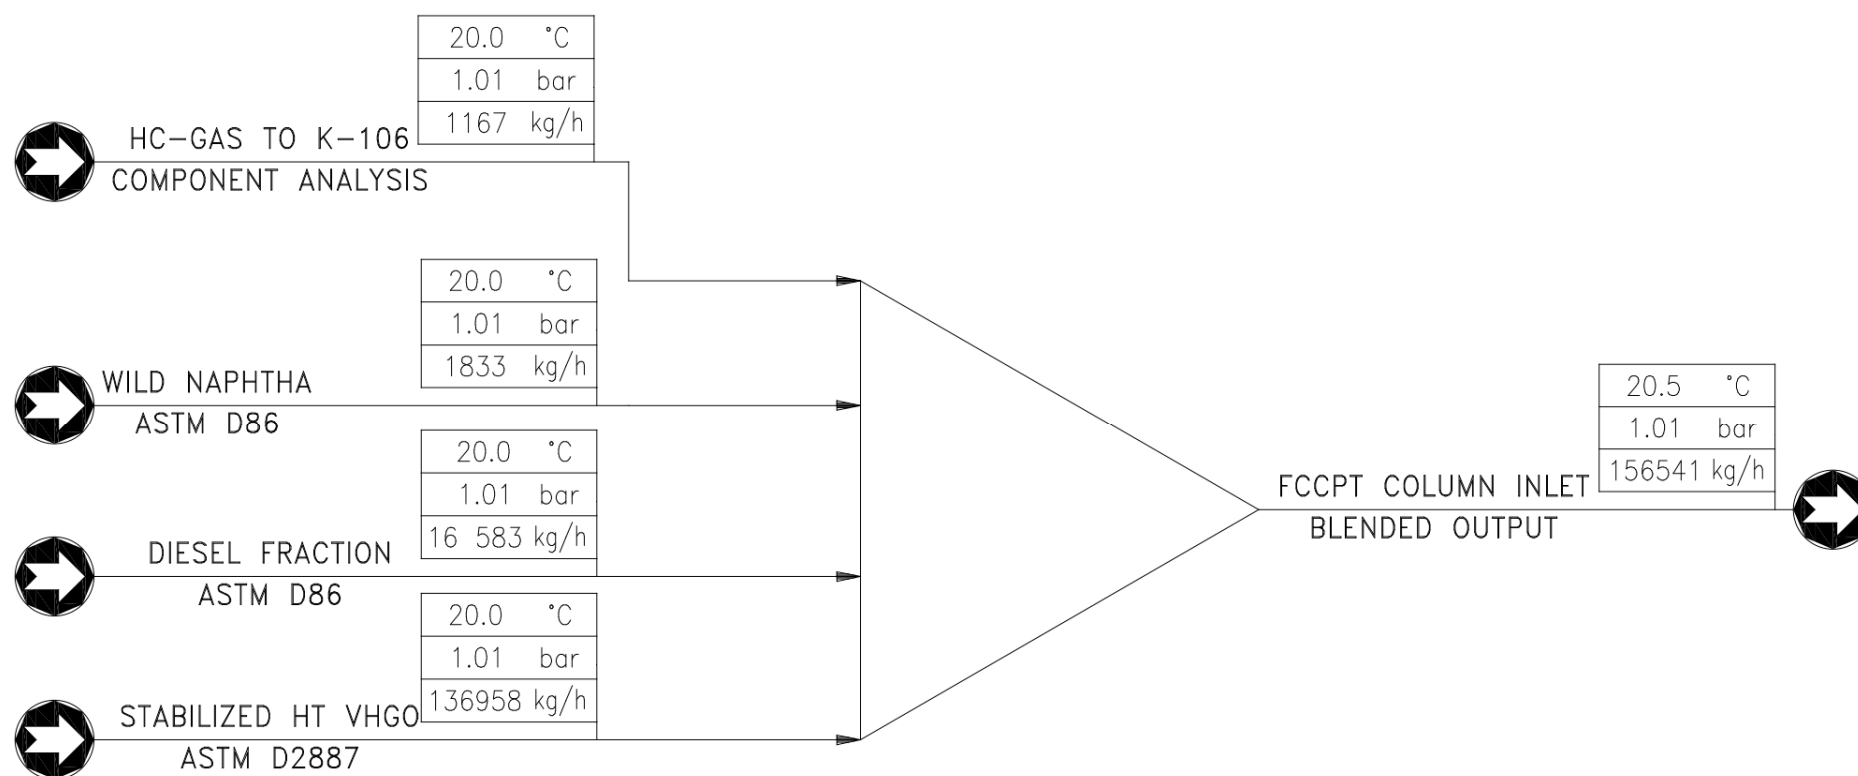 20.0 °C
1.01 bar
1167 kg/h
HC-GAS TO K-106
COMPONENT ANALYSIS
20.0 °C
1.01 bar
1833 kg/h
WILD NAPHTHA
ASTM D86
20.0 °C
1.01 bar
16 583 kg/h
DIESEL FRACTION
ASTM D86
20.0 °C
1.01 bar
136958 kg/h
STABILIZED HT VHGO
ASTM D2887
20.5 °C
1.01 bar
156541 kg/h
FCCPT COLUMN INLET
BLENDED OUTPUT